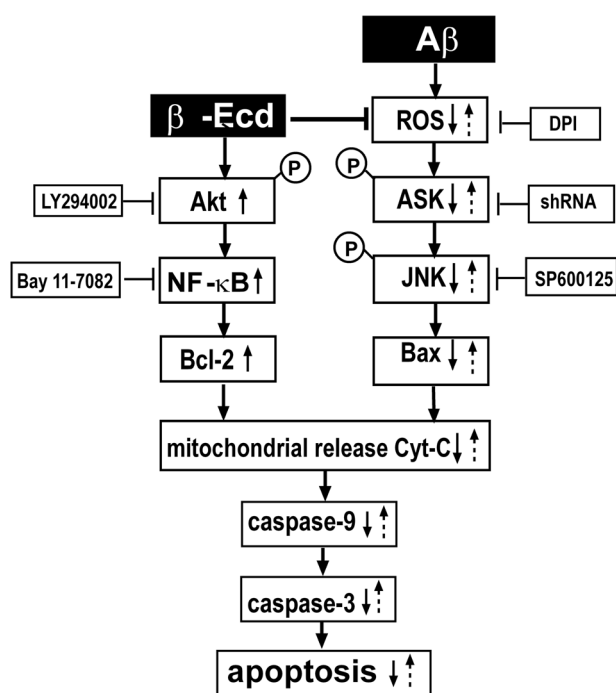 Aβ
β -Ecd
ROS
DPI
P
P
LY294002
Akt
ASK
shRNA
P
Bay 11-7082
NF-κB
JNK
SP600125
Bcl-2
Bax
mitochondrial release Cyt-C
caspase-9
caspase-3
apoptosis